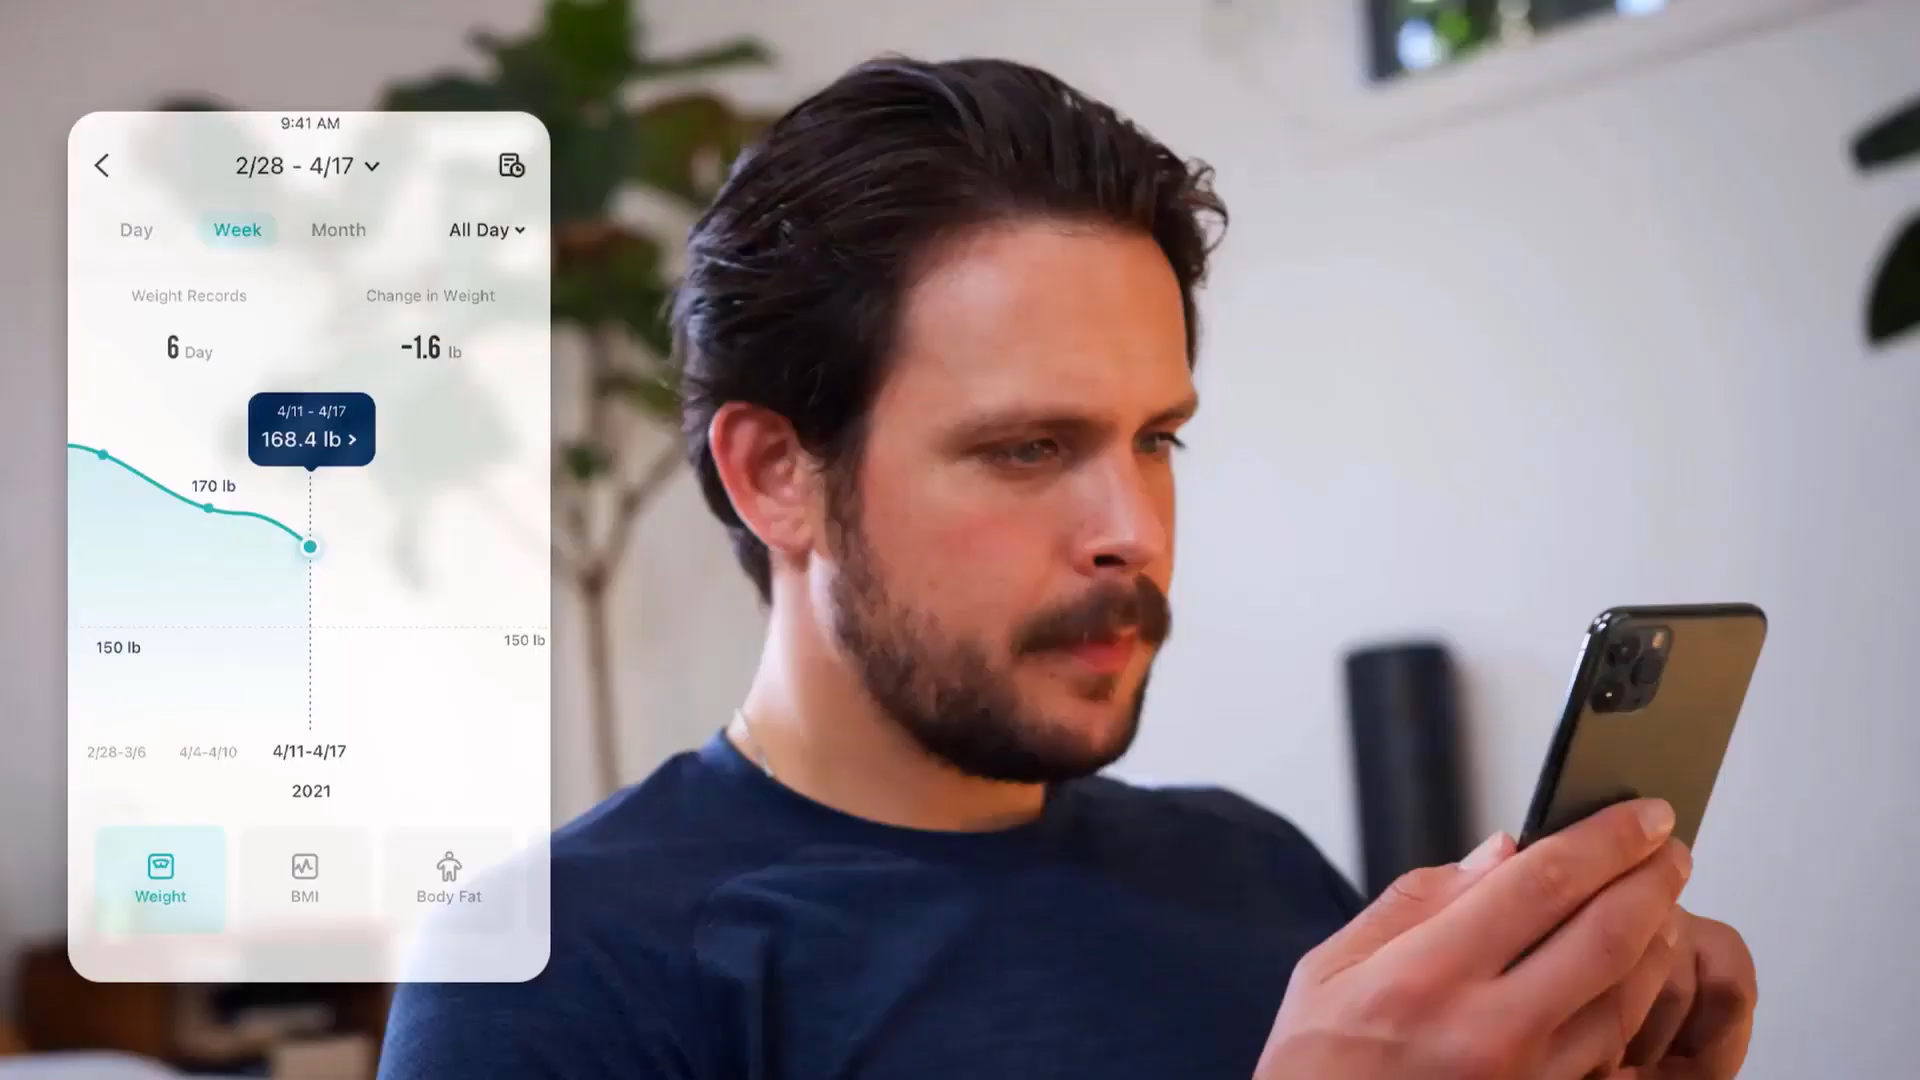 9:41 AM
2/28 - 4/17
Day Week Month All Day
Weight Records Change in Weight
6 Day -1.6 lb
4/11 - 4/17
168.4 lb >
170 lb
150 lb 150 lb
2/28-3/6 4/4-4/10 4/11-4/17
2021
Weight BMI Body Fat